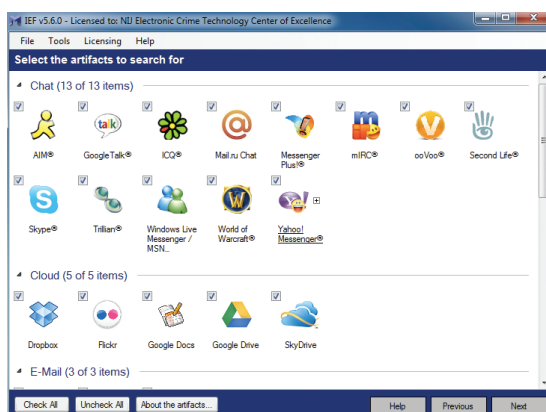 IEF v5.6.0 - Licensed to: NIJ Electronic Crime Technology Center of Excellence
File Tools Licensing Help
Select the artifacts to search for
Chat (13 of 13 items)
talk
m
AIM® Google Talk® ICQ® Mail.ru Chat Messenger Plus!® mIRC® ooVoo® Second Life®
Skype® Trillian® Windows Live Messenger / MSN... World of Warcraft® Yahoo! Messenger®
Cloud (5 of 5 items)
Dropbox Flickr Google Docs Google Drive SkyDrive
E-Mail (3 of 3 items)
Check All Uncheck All About the artifacts... Help Previous Next